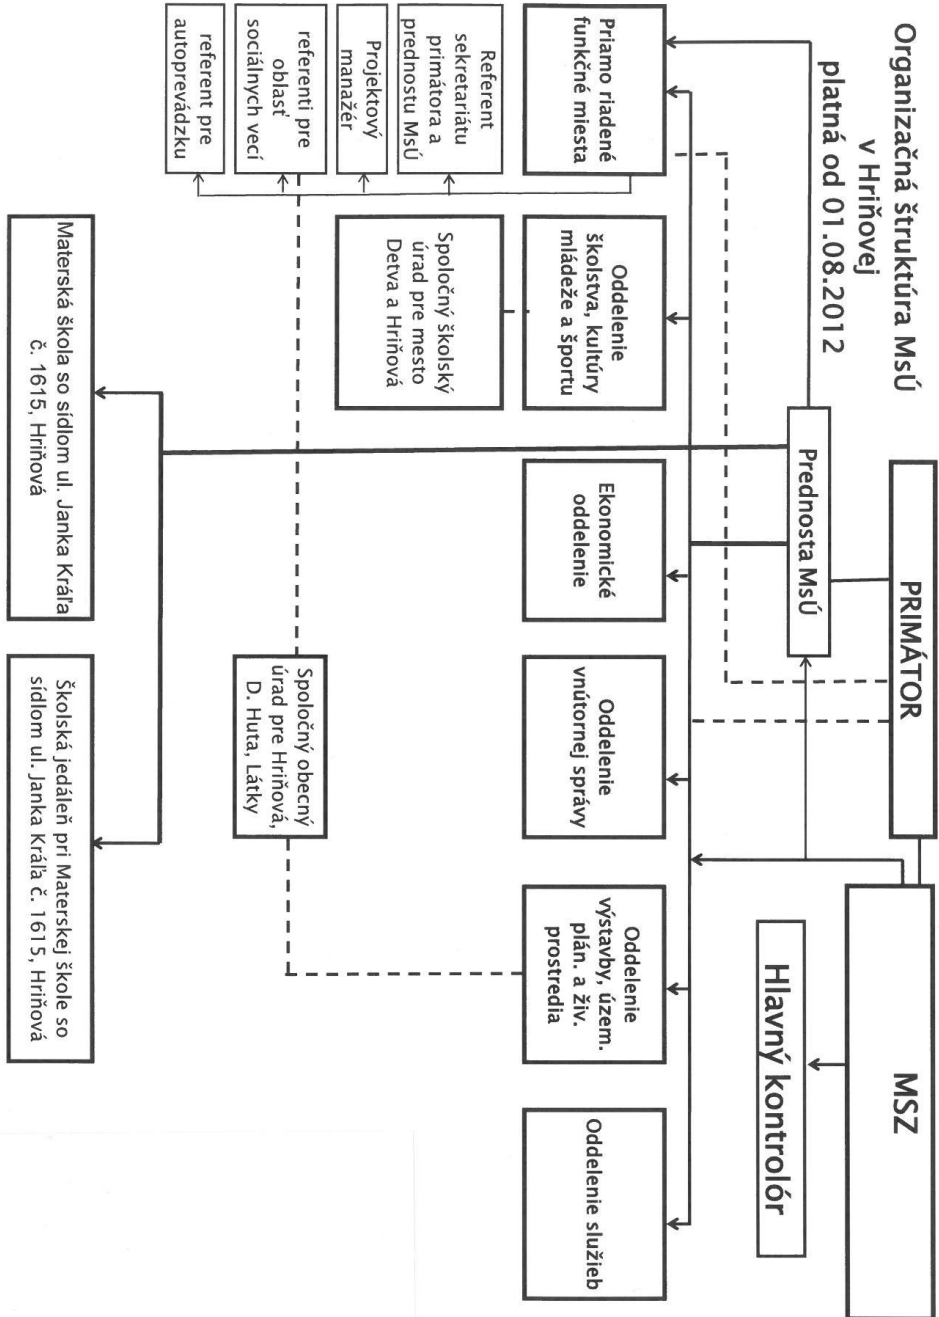 Organizačná štruktúra MsÚ
v Hriňovej
platná od 01.08.2012
PRIMÁTOR
MSZ
Prednosta MsÚ
Hlavný kontrolór
Priamo riadené
funkčné miesta
Oddelenie
školstva, kultúry
mládeže a športu
Ekonomické
oddelenie
Oddelenie
vnútornej správy
Oddelenie
výstavby, územ.
plán. a živ.
prostredia
Oddelenie služieb
Referent
sekretariátu
primátora a
prednostu MsÚ
Projektový
manažér
referenti pre
oblasť
sociálnych vecí
referent pre
autoprevádzku
Spoločný školský
úrad pre mesto
Detva a Hriňová
Spoločný obecný
úrad pre Hriňová,
D. Huta, Látky
Materská škola so sídlom ul. Janka Kráľa
č. 1615, Hriňová
Školská jedáleň pri Materskej škole so
sídlom ul. Janka Kráľa č. 1615, Hriňová